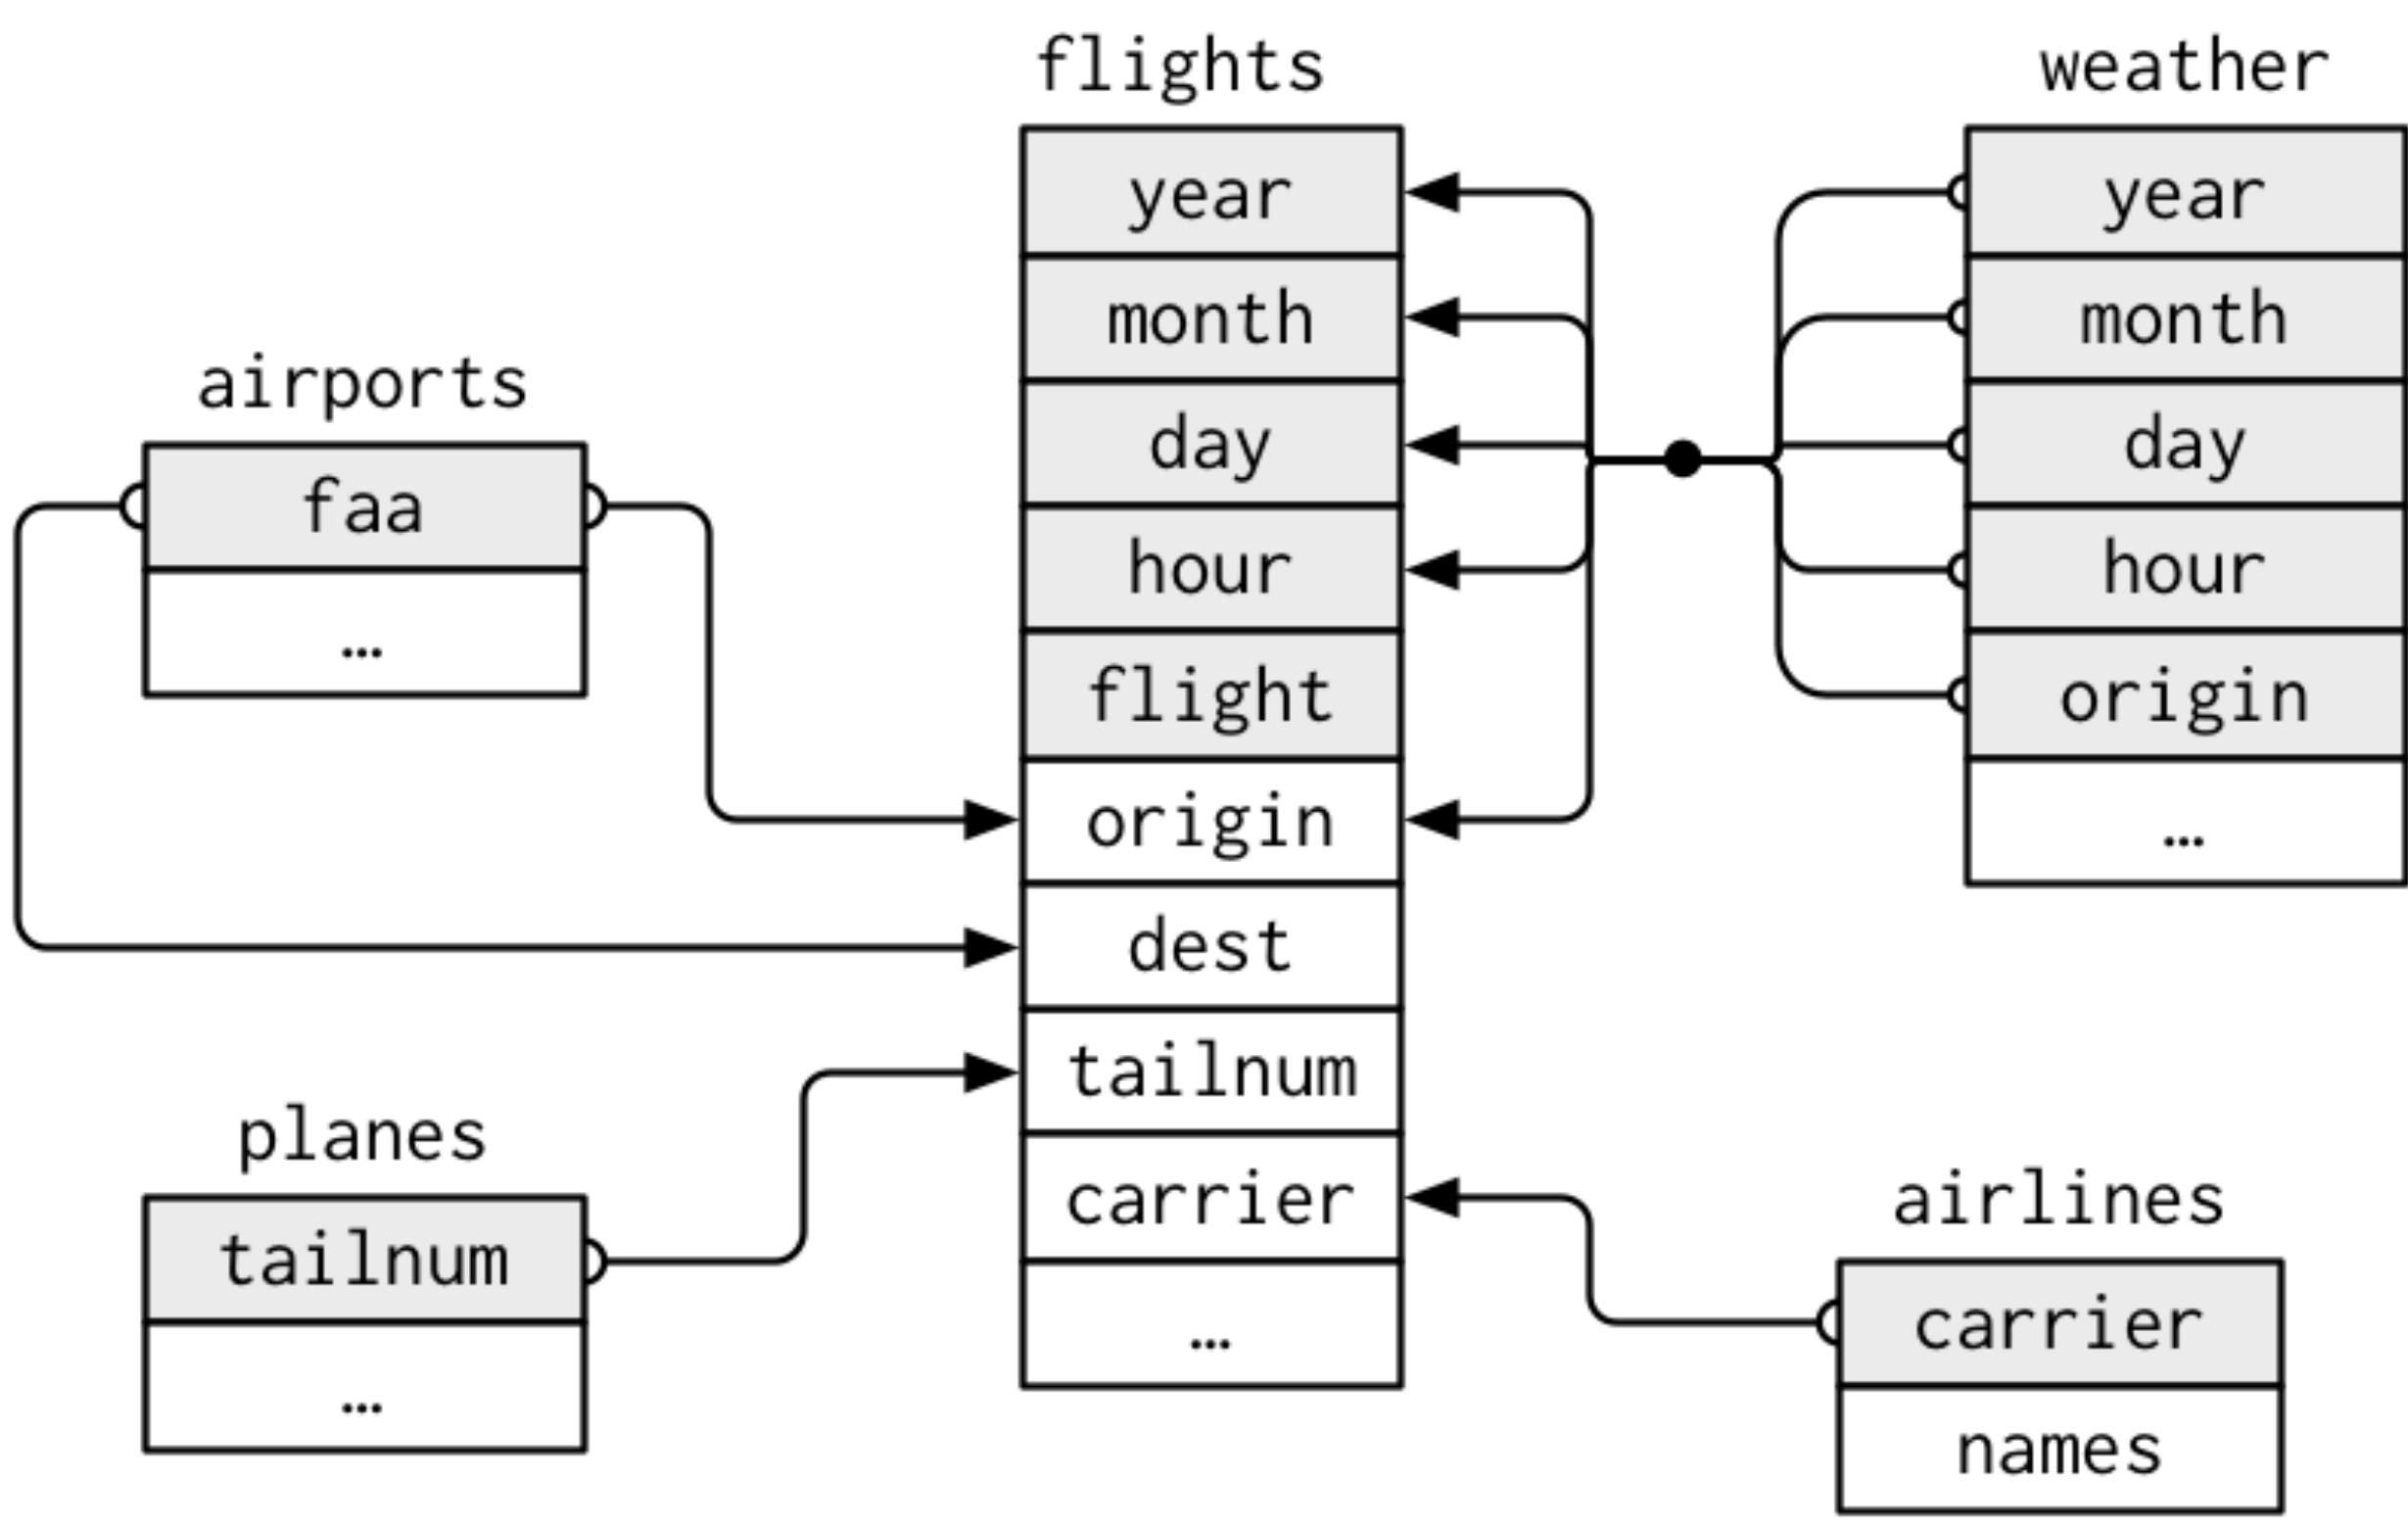 flights
year
month
day
hour
flight
origin
dest
tailnum
carrier
…
weather
year
month
day
hour
origin
…
airports
faa
…
planes
tailnum
…
airlines
carrier
names